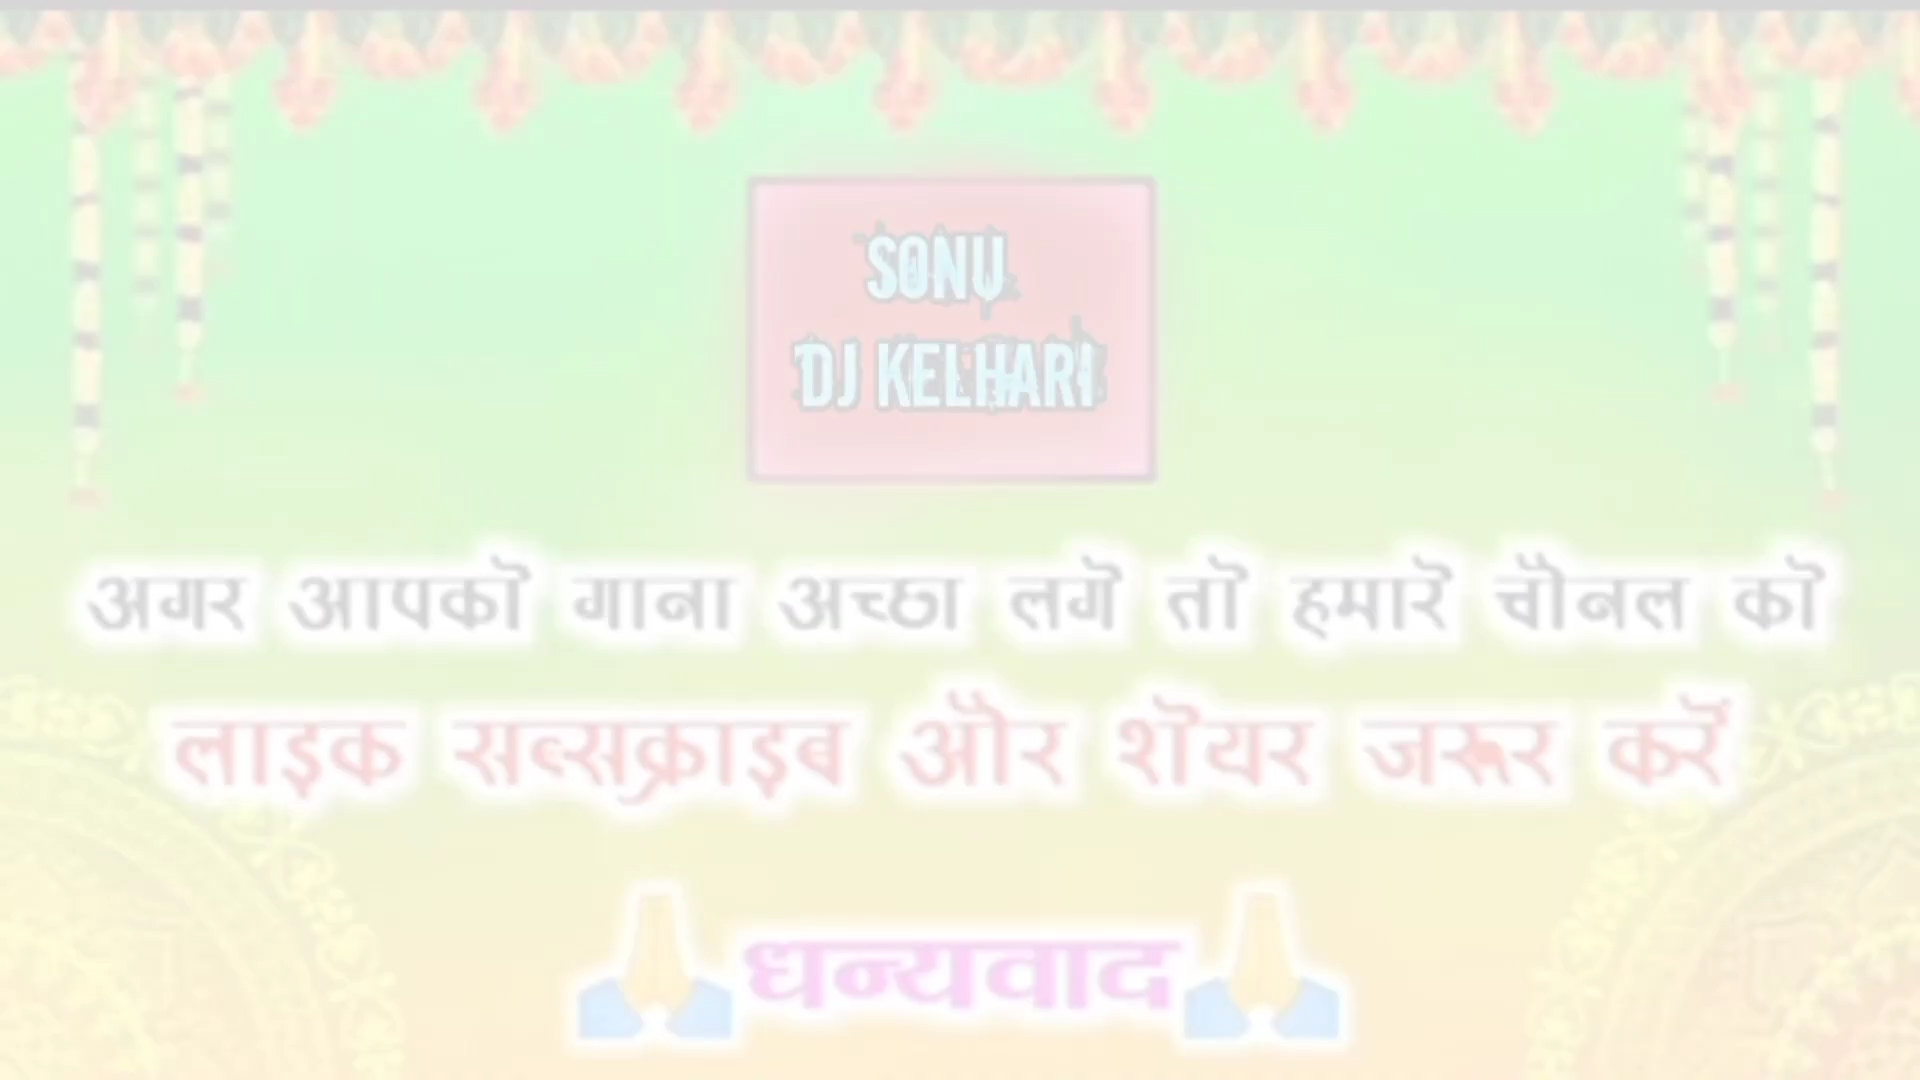 SONU
DJ KELHARI
अगर आपकॊ गाना अच्छा लगॆ तॊ हमारॆ चॊैनल कॊ
लाइक सब्सक्राइब और शॆयर जरूर करॆं
🙏धन्यवाद🙏